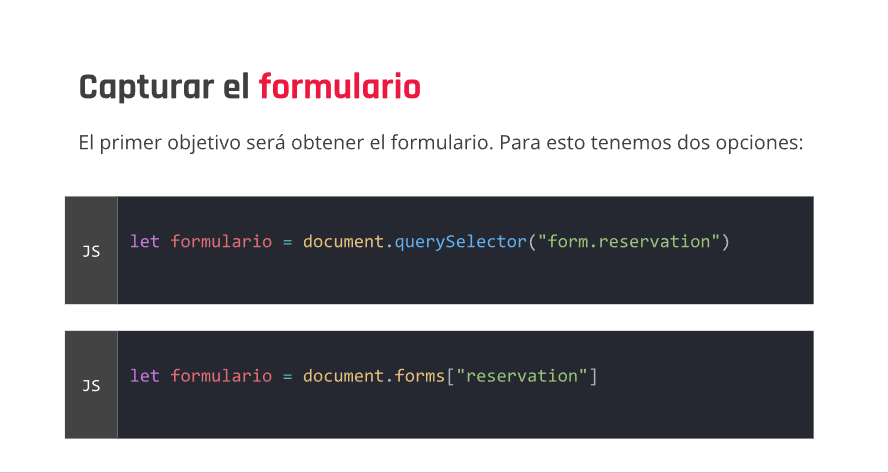 Capturar el formulario
El primer objetivo será obtener el formulario. Para esto tenemos dos opciones:
JS
let formulario = document.querySelector("form.reservation")
JS
let formulario = document.forms["reservation"]